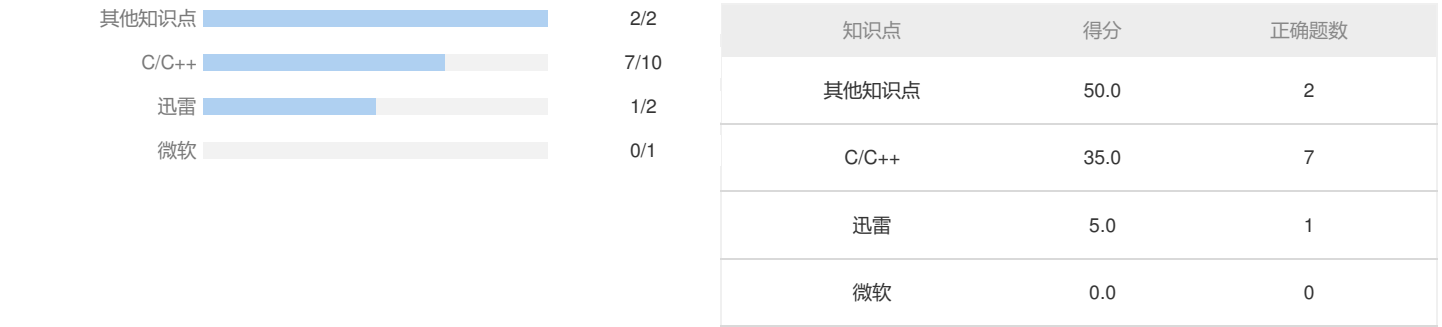 其他知识点 2/2
C/C++ 7/10
迅雷 1/2
微软 0/1
知识点 得分 正确题数
其他知识点 50.0 2
C/C++ 35.0 7
迅雷 5.0 1
微软 0.0 0